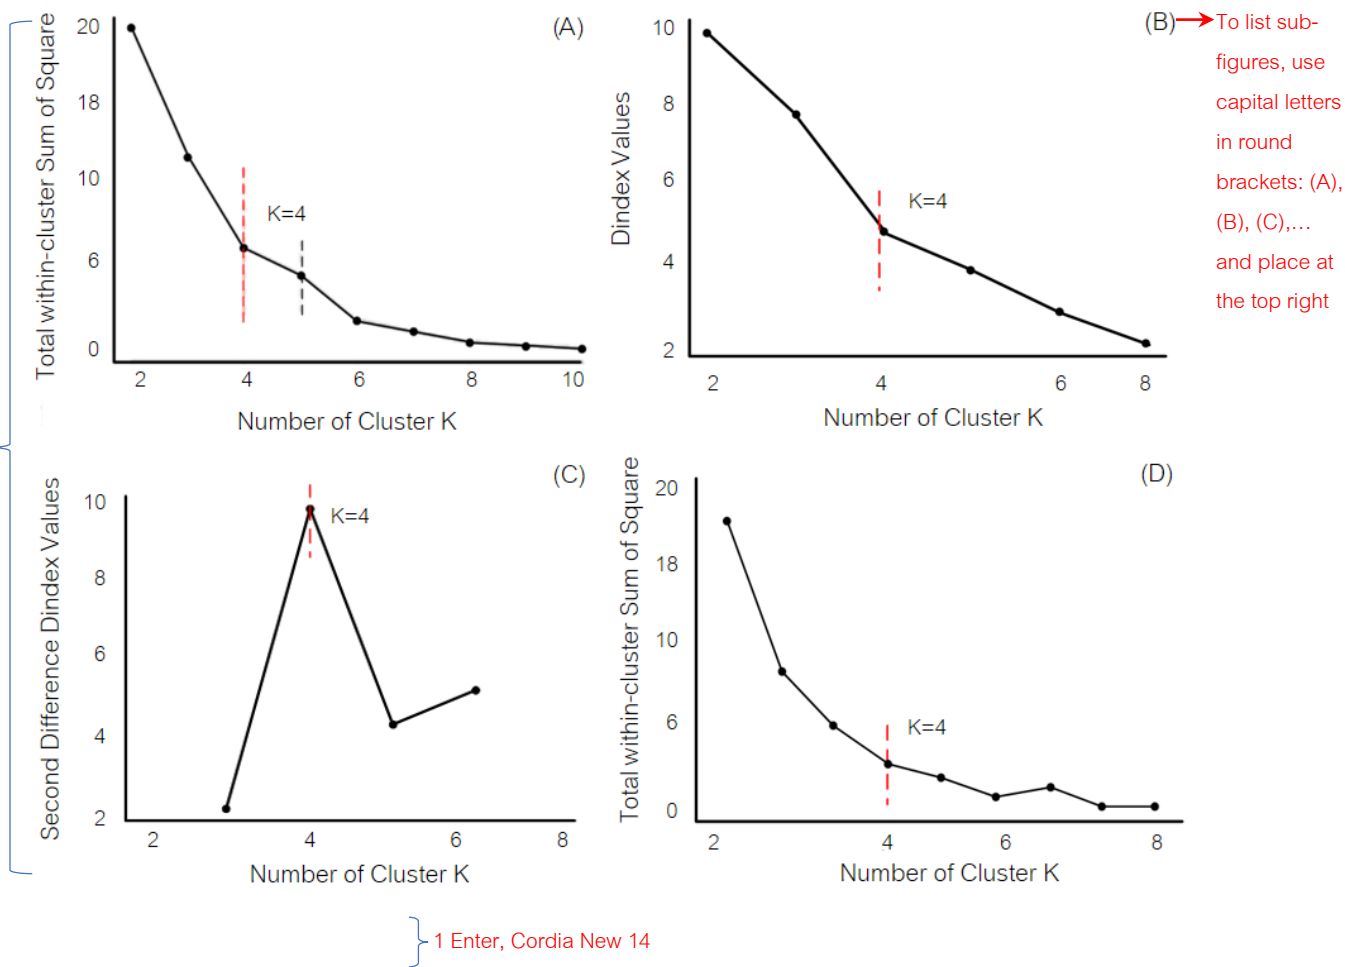 (A)
Total within-cluster Sum of Square
20
18
10
6
0
K=4
2 4 6 8 10
Number of Cluster K
(B)
Dindex Values
10
8
6
4
2
K=4
2 4 6 8
Number of Cluster K
To list sub-
figures, use
capital letters
in round
brackets: (A),
(B), (C),...
and place at
the top right
(C)
Second Difference Dindex Values
10
8
6
4
2
K=4
2 4 6 8
Number of Cluster K
(D)
Total within-cluster Sum of Square
20
18
10
6
0
K=4
2 4 6 8
Number of Cluster K
1 Enter, Cordia New 14